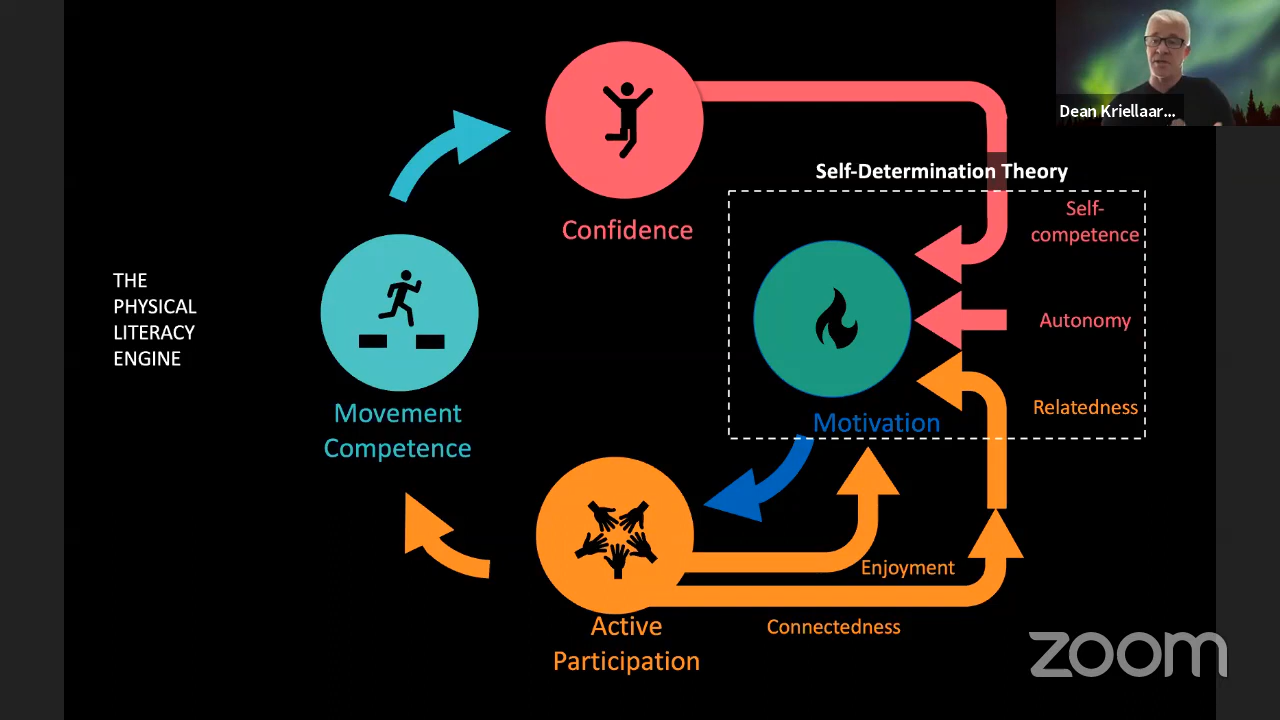 Dean Kriellaar...
Self-Determination Theory
Self-
competence
Confidence
THE
PHYSICAL
LITERACY
ENGINE
Autonomy
Relatedness
Movement
Competence
Motivation
Enjoyment
Connectedness
Active
Participation
zoom